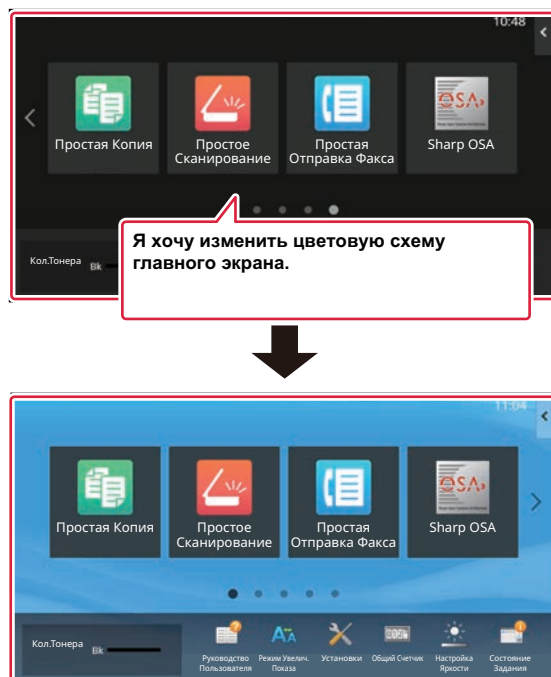 10:48
Простая Копия
Простое
Сканирование
Простая
Отправка Факса
OSA
Sharp OSA
Кол.Тонера
Bk
Я хочу изменить цветовую схему
главного экрана.
11:04
Простая Копия
Простое
Сканирование
Простая
Отправка Факса
OSA
Sharp OSA
Кол.Тонера
Bk
Руководство
Пользователя
Режим Увелич.
Показа
Установки
Общий Счетчик
Настройка
Яркости
Состояние
Задания